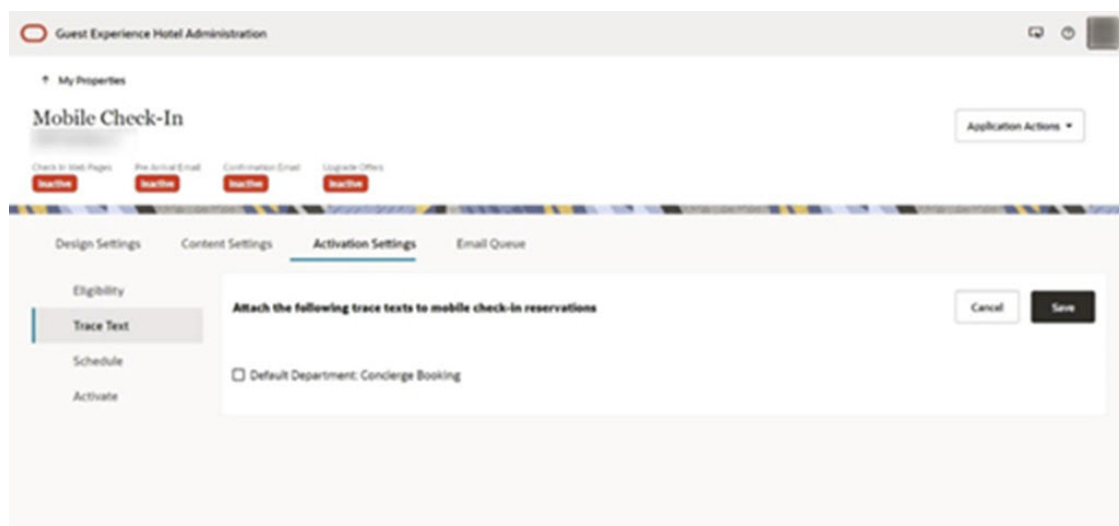 Guest Experience Hotel Administration
My Properties
Mobile Check-In
Application Actions
Check In Web Pages Pre Arrival Email Confirmation Email Upgrade Offers
Inactive Inactive Inactive Inactive
Design Settings Content Settings Activation Settings Email Queue
Eligibility
Attach the following trace texts to mobile check-in reservations Cancel Save
Trace Text
Schedule
Default Department: Concierge Booking
Activate